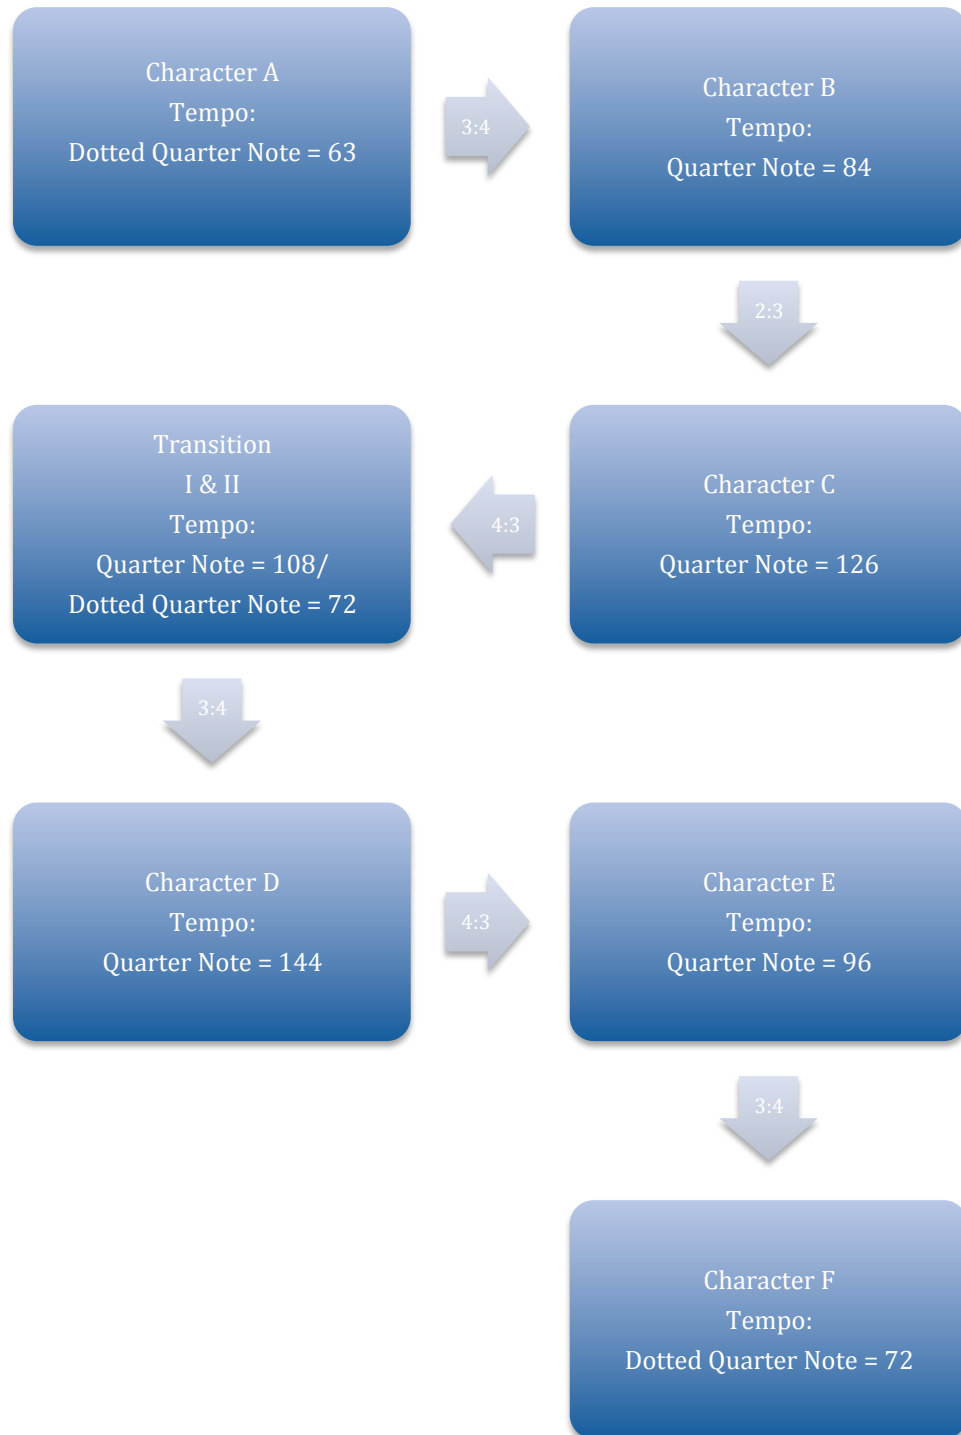 Character A
Tempo:
Dotted Quarter Note = 63
3:4
Character B
Tempo:
Quarter Note = 84
2:3
Character C
Tempo:
Quarter Note = 126
4:3
Transition
I & II
Tempo:
Quarter Note = 108/
Dotted Quarter Note = 72
3:4
Character D
Tempo:
Quarter Note = 144
4:3
Character E
Tempo:
Quarter Note = 96
3:4
Character F
Tempo:
Dotted Quarter Note = 72